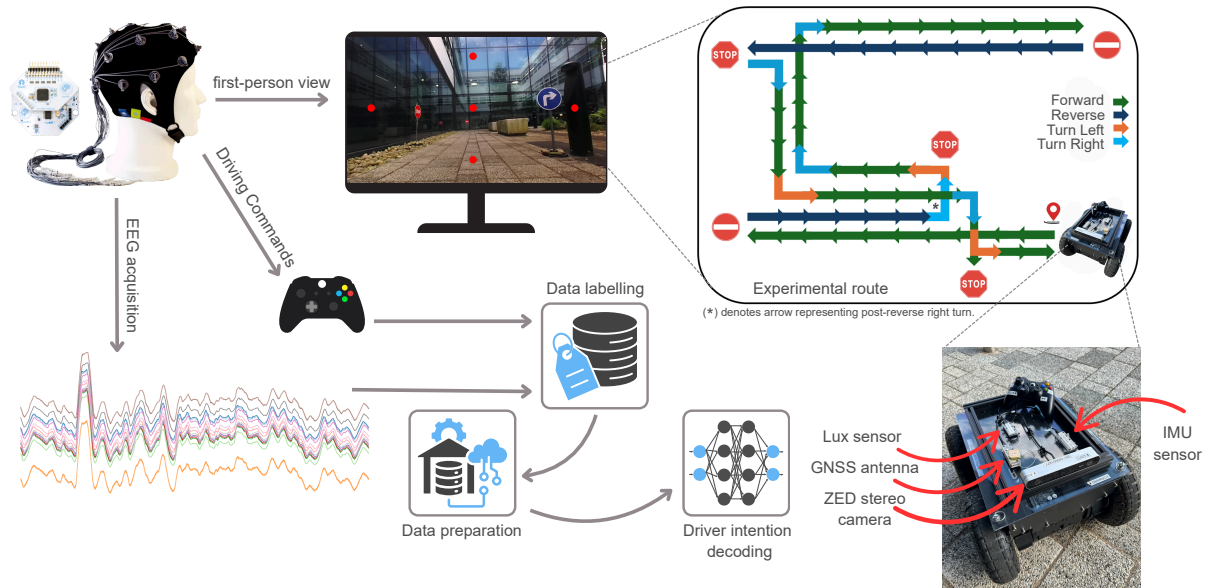 first-person view
Driving Commands
EEG acquisition
STOP
Forward
Reverse
Turn Left
Turn Right
STOP
*
STOP
Experimental route
(*) denotes arrow representing post-reverse right turn.
Data labelling
Data preparation
Driver intention
decoding
Lux sensor
GNSS antenna
ZED stereo
camera
IMU
sensor